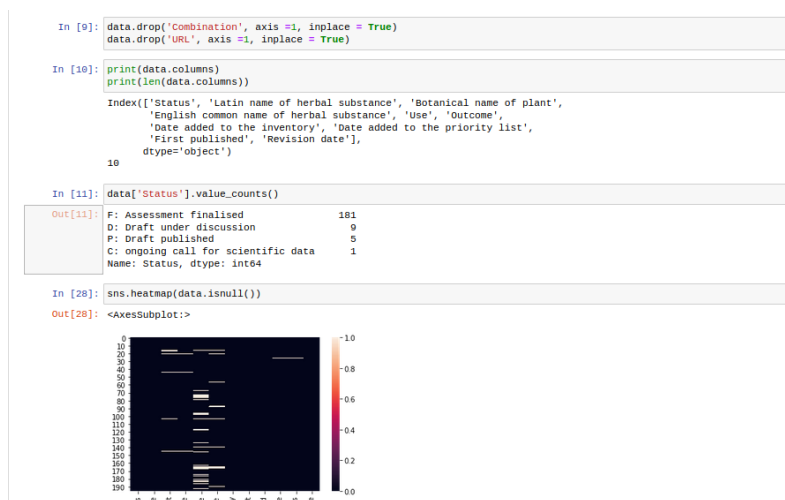 In [9]: data.drop('Combination', axis =1, inplace = True)
data.drop('URL', axis =1, inplace = True)
In [10]: print(data.columns)
print(len(data.columns))
Index(['Status', 'Latin name of herbal substance', 'Botanical name of plant',
'English common name of herbal substance', 'Use', 'Outcome',
'Date added to the inventory', 'Date added to the priority list',
'First published', 'Revision date'],
dtype='object')
10
In [11]: data['Status'].value_counts()
Out[11]: F: Assessment finalised 181
D: Draft under discussion 9
P: Draft published 5
C: ongoing call for scientific data 1
Name: Status, dtype: int64
In [28]: sns.heatmap(data.isnull())
Out[28]: <AxesSubplot:>
0
10
20
30
40
50
60
70
80
90
100
110
120
130
140
150
160
170
180
190
1.0
0.8
0.6
0.4
0.2
0.0